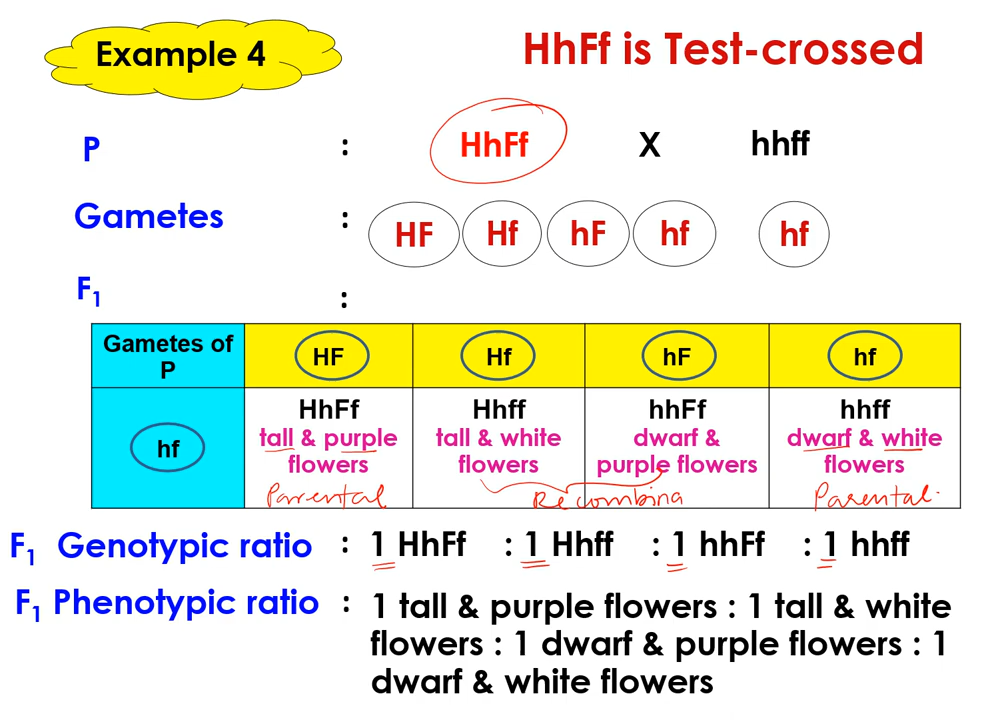 Example 4
HhFf is Test-crossed
P : HhFf X hhff
Gametes : HF Hf hF hf hf
F1 :
Gametes of P HF Hf hF hf
hf
HhFf Hhff hhFf hhff
tall & purple tall & white dwarf & dwarf & white
flowers flowers purple flowers flowers
Parental Recombina Parental.
F1 Genotypic ratio : 1 HhFf : 1 Hhff : 1 hhFf : 1 hhff
F1 Phenotypic ratio : 1 tall & purple flowers : 1 tall & white
flowers : 1 dwarf & purple flowers : 1
dwarf & white flowers